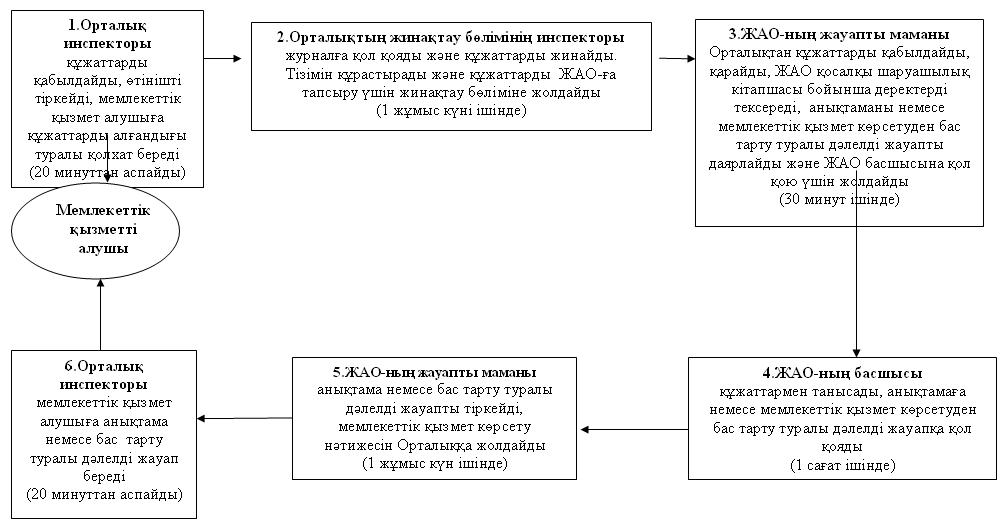 1.Орталық
инспекторы
құжаттарды
қабылдайды, өтінішті
тіркейді, мемлекеттік
қызмет алушыға
құжаттарды алғандығы
туралы қолхат береді
(20 минуттан аспайды)
2.Орталықтың жинақтау бөлімінің инспекторы
журналға қол қояды және құжаттарды жинайды.
Тізімін құрастырады және құжаттарды ЖАО-ға
тапсыру үшін жинақтау бөліміне жолдайды
(1 жұмыс күні ішінде)
3.ЖАО-ның жауапты маманы
Орталықтан құжаттарды қабылдайды,
қарайды, ЖАО қосалқы шаруашылық
кітапшасы бойынша деректерді
тексереді, анықтаманы немесе
мемлекеттік қызмет көрсетуден бас
тарту туралы дәлелді жауапты
даярлайды және ЖАО басшысына қол
қою үшін жолдайды
(30 минут ішінде)
Мемлекеттік
қызметті
алушы
4.ЖАО-ның басшысы
құжаттармен танысады, анықтамаға
немесе мемлекеттік қызмет көрсетуден
бас тарту туралы дәлелді жауапқа қол
қояды
(1 сағат ішінде)
5.ЖАО-ның жауапты маманы
анықтама немесе бас тарту туралы
дәлелді жауапты тіркейді,
мемлекеттік қызмет көрсету
нәтижесін Орталыққа жолдайды
(1 жұмыс күн ішінде)
6.Орталық
инспекторы
мемлекеттік қызмет
алушыға анықтама
немесе бас тарту
туралы дәлелді жауап
береді
(20 минуттан аспайды)